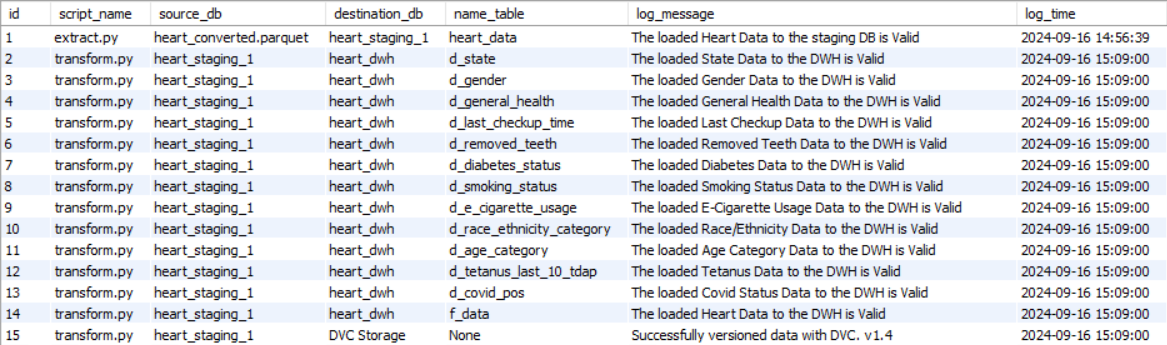 id script_name source_db destination_db name_table log_message log_time
1 extract.py heart_converted.parquet heart_staging_1 heart_data The loaded Heart Data to the staging DB is Valid 2024-09-16 14:56:39
2 transform.py heart_staging_1 heart_dwh d_state The loaded State Data to the DWH is Valid 2024-09-16 15:09:00
3 transform.py heart_staging_1 heart_dwh d_gender The loaded Gender Data to the DWH is Valid 2024-09-16 15:09:00
4 transform.py heart_staging_1 heart_dwh d_general_health The loaded General Health Data to the DWH is Valid 2024-09-16 15:09:00
5 transform.py heart_staging_1 heart_dwh d_last_checkup_time The loaded Last Checkup Data to the DWH is Valid 2024-09-16 15:09:00
6 transform.py heart_staging_1 heart_dwh d_removed_teeth The loaded Removed Teeth Data to the DWH is Valid 2024-09-16 15:09:00
7 transform.py heart_staging_1 heart_dwh d_diabetes_status The loaded Diabetes Data to the DWH is Valid 2024-09-16 15:09:00
8 transform.py heart_staging_1 heart_dwh d_smoking_status The loaded Smoking Status Data to the DWH is Valid 2024-09-16 15:09:00
9 transform.py heart_staging_1 heart_dwh d_e_cigarette_usage The loaded E-Cigarette Usage Data to the DWH is Valid 2024-09-16 15:09:00
10 transform.py heart_staging_1 heart_dwh d_race_ethnicity_category The loaded Race/Ethnicity Data to the DWH is Valid 2024-09-16 15:09:00
11 transform.py heart_staging_1 heart_dwh d_age_category The loaded Age Category Data to the DWH is Valid 2024-09-16 15:09:00
12 transform.py heart_staging_1 heart_dwh d_tetanus_last_10_tdap The loaded Tetanus Data to the DWH is Valid 2024-09-16 15:09:00
13 transform.py heart_staging_1 heart_dwh d_covid_pos The loaded Covid Status Data to the DWH is Valid 2024-09-16 15:09:00
14 transform.py heart_staging_1 heart_dwh f_data The loaded Heart Data to the DWH is Valid 2024-09-16 15:09:00
15 transform.py heart_staging_1 DVC Storage None Successfully versioned data with DVC. v1.4 2024-09-16 15:09:00